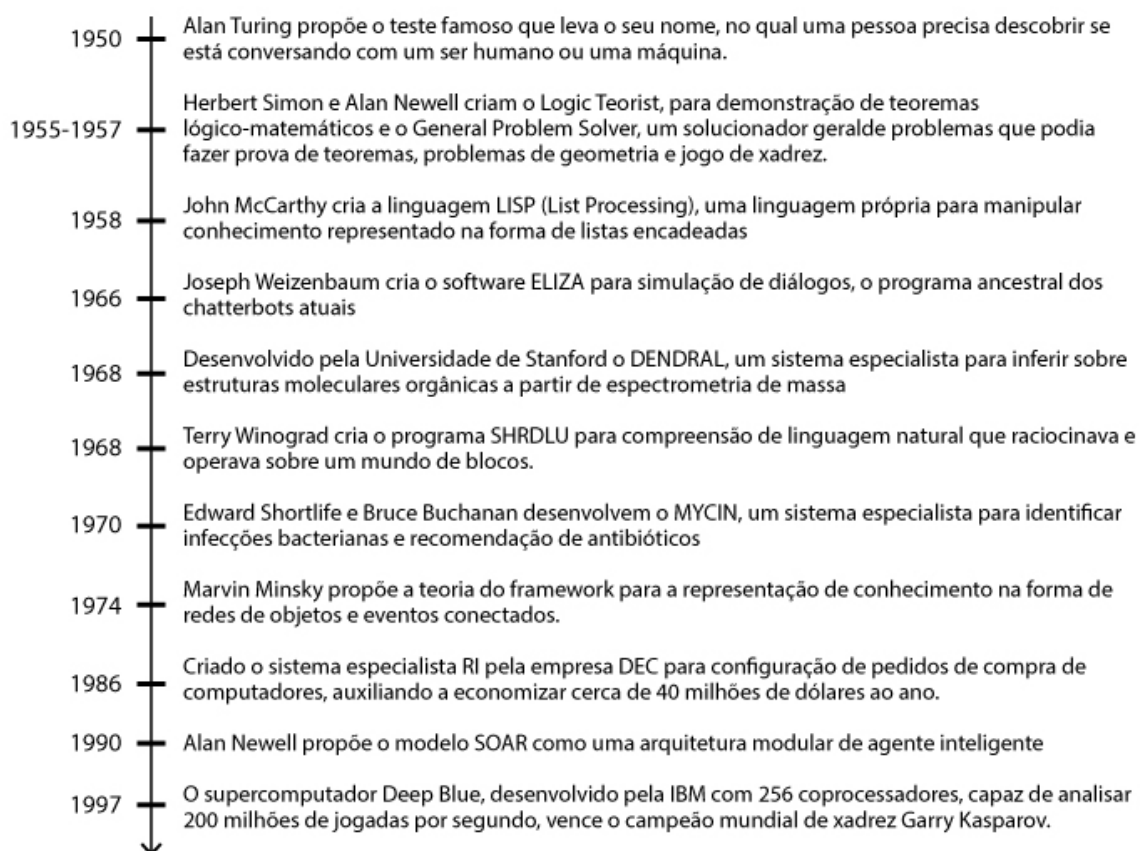 1950
Alan Turing propõe o teste famoso que leva o seu nome, no qual uma pessoa precisa descobrir se
está conversando com um ser humano ou uma máquina.
1955-1957
Herbert Simon e Alan Newell criam o Logic Teorist, para demonstração de teoremas
lógico-matemáticos e o General Problem Solver, um solucionador geralde problemas que podia
fazer prova de teoremas, problemas de geometria e jogo de xadrez.
1958
John McCarthy cria a linguagem LISP (List Processing), uma linguagem própria para manipular
conhecimento representado na forma de listas encadeadas
1966
Joseph Weizenbaum cria o software ELIZA para simulação de diálogos, o programa ancestral dos
chatterbots atuais
1968
Desenvolvido pela Universidade de Stanford o DENDRAL, um sistema especialista para inferir sobre
estruturas moleculares orgânicas a partir de espectrometria de massa
1968
Terry Winograd cria o programa SHRDLU para compreensão de linguagem natural que raciocinava e
operava sobre um mundo de blocos.
1970
Edward Shortlife e Bruce Buchanan desenvolvem o MYCIN, um sistema especialista para identificar
infecções bacterianas e recomendação de antibióticos
1974
Marvin Minsky propõe a teoria do framework para a representação de conhecimento na forma de
redes de objetos e eventos conectados.
1986
Criado o sistema especialista RI pela empresa DEC para configuração de pedidos de compra de
computadores, auxiliando a economizar cerca de 40 milhões de dólares ao ano.
1990
Alan Newell propõe o modelo SOAR como uma arquitetura modular de agente inteligente
1997
O supercomputador Deep Blue, desenvolvido pela IBM com 256 coprocessadores, capaz de analisar
200 milhões de jogadas por segundo, vence o campeão mundial de xadrez Garry Kasparov.